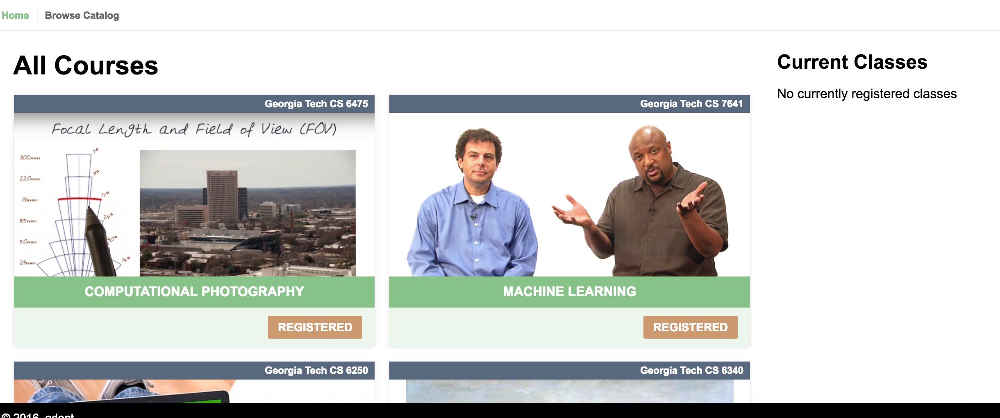 Home
Browse Catalog
All Courses
Georgia Tech CS 6475
Focal Length and Field of View (FOV)
300mm
7°
220mm
9°
116mm
17°
85mm
24°
50mm
40°
24mm
74°
COMPUTATIONAL PHOTOGRAPHY
REGISTERED
Georgia Tech CS 7641
MACHINE LEARNING
REGISTERED
Georgia Tech CS 6250
Georgia Tech CS 6340
Current Classes
No currently registered classes
© 2016, adept